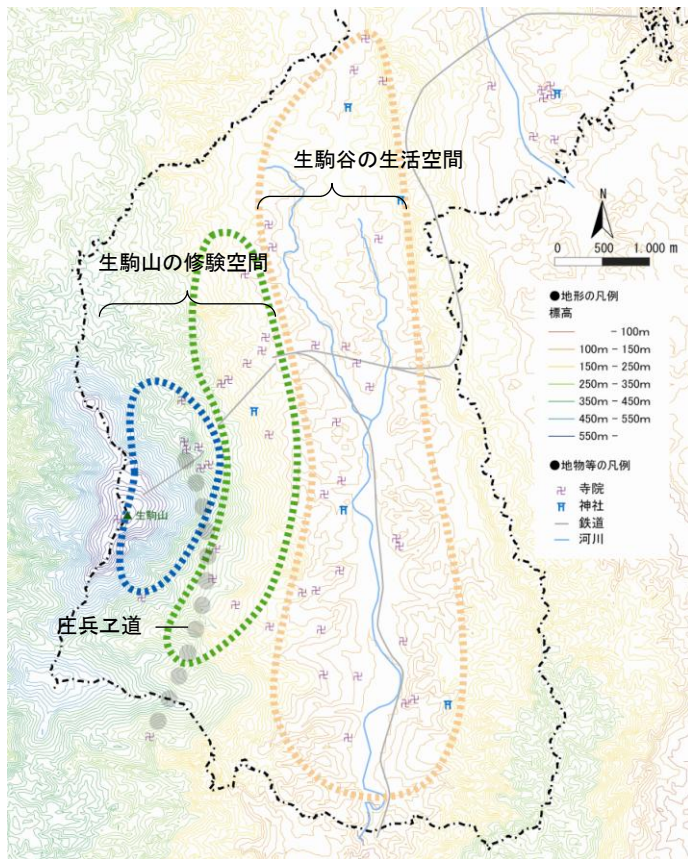 生駒谷の生活空間
生駒山の修験空間
N
0 500 1.000 m
●地形の凡例
標高
- 100m
100m - 150m
150m - 250m
250m - 350m
350m - 450m
450m - 550m
550m -
●地物等の凡例
寺院
神社
鉄道
河川
生駒山
庄兵ヱ道